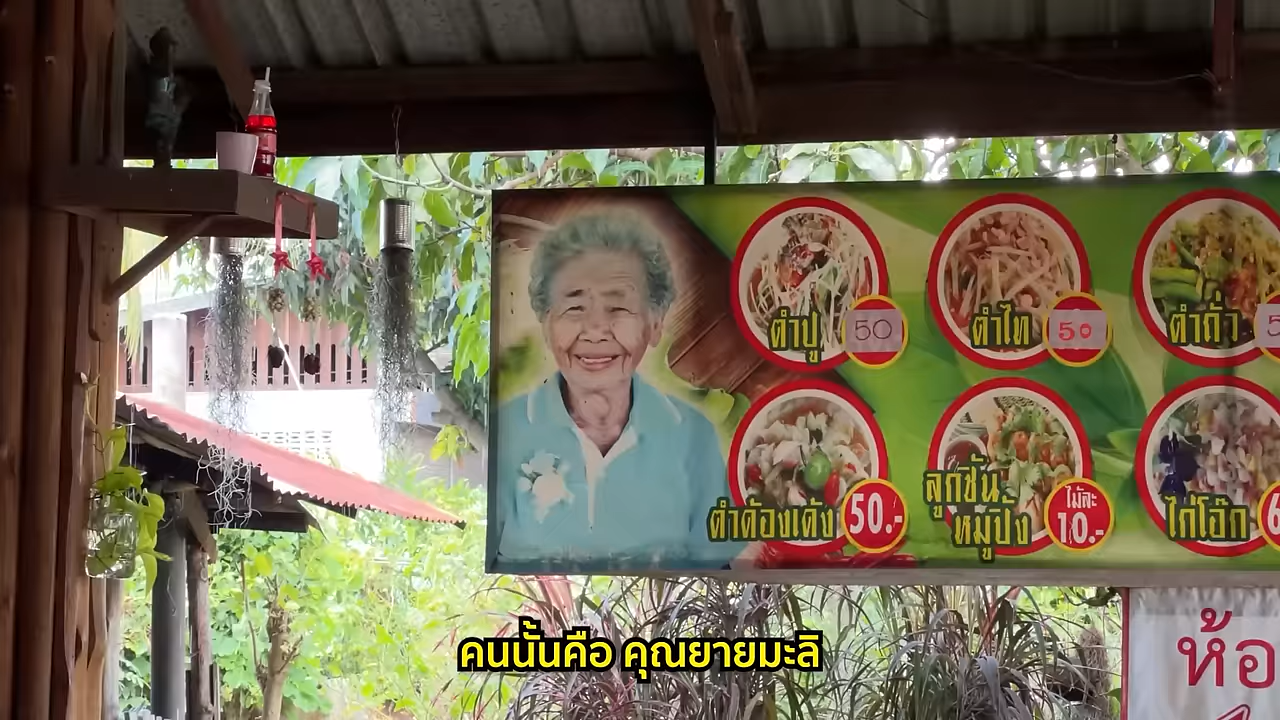 ตำปู
50
ตำไท
50
ตำถั่ว
ตำด้องเด้ง
50.-
ลูกชิ้น
หมูปิ้ง
ไม้ละ
10.-
ไก่โอ๊ก
คนนั้นคือ คุณยายมะลิ